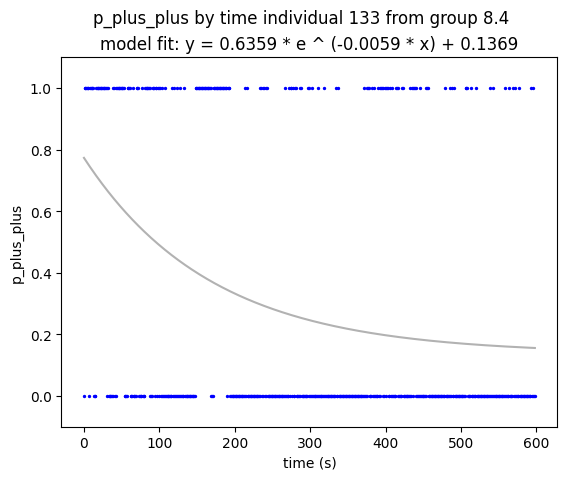 p_plus_plus by time individual 133 from group 8.4
model fit: y = 0.6359 * e ^ (-0.0059 * x) + 0.1369
1.0
0.8
0.6
0.4
0.2
0.0
p_plus_plus
0 100 200 300 400 500 600
time (s)